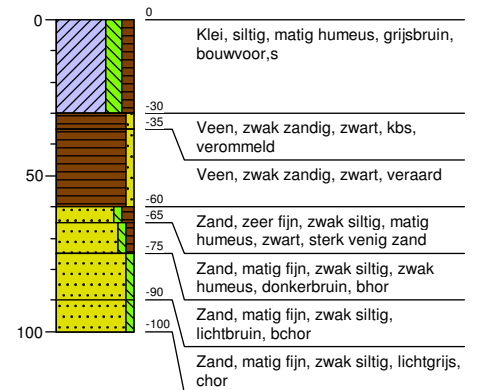 0
0
Klei, siltig, matig humeus, grijsbruin,
bouwvoor,s
-30
-35
Veen, zwak zandig, zwart, kbs,
verommeld
50
Veen, zwak zandig, zwart, veraard
-60
-65
Zand, zeer fijn, zwak siltig, matig
humeus, zwart, sterk venig zand
-75
Zand, matig fijn, zwak siltig, zwak
humeus, donkerbruin, bhor
-90
Zand, matig fijn, zwak siltig,
lichtbruin, bchor
100
-100
Zand, matig fijn, zwak siltig, lichtgrijs,
chor